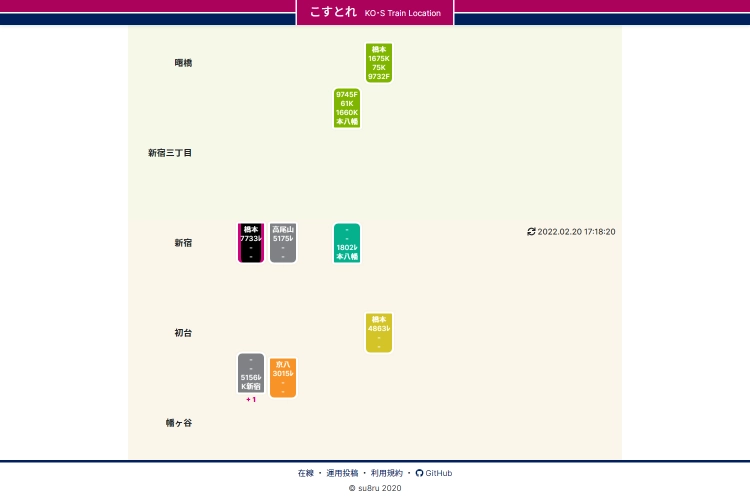 こすとれ KO-S Train Location
曙橋
橋本
1675K
75K
9732F
9745F
61K
1660K
本八幡
新宿三丁目
新宿
橋本
7733ﾚ
-
-
高尾山
5175ﾚ
-
-
-
-
1802ﾚ
本八幡
2022.02.20 17:18:20
初台
橋本
4863ﾚ
-
-
-
-
5156ﾚ
K新宿
+1
京八
3015ﾚ
-
-
幡ヶ谷
在線 ・ 運用投稿 ・ 利用規約 ・ GitHub
© su8ru 2020